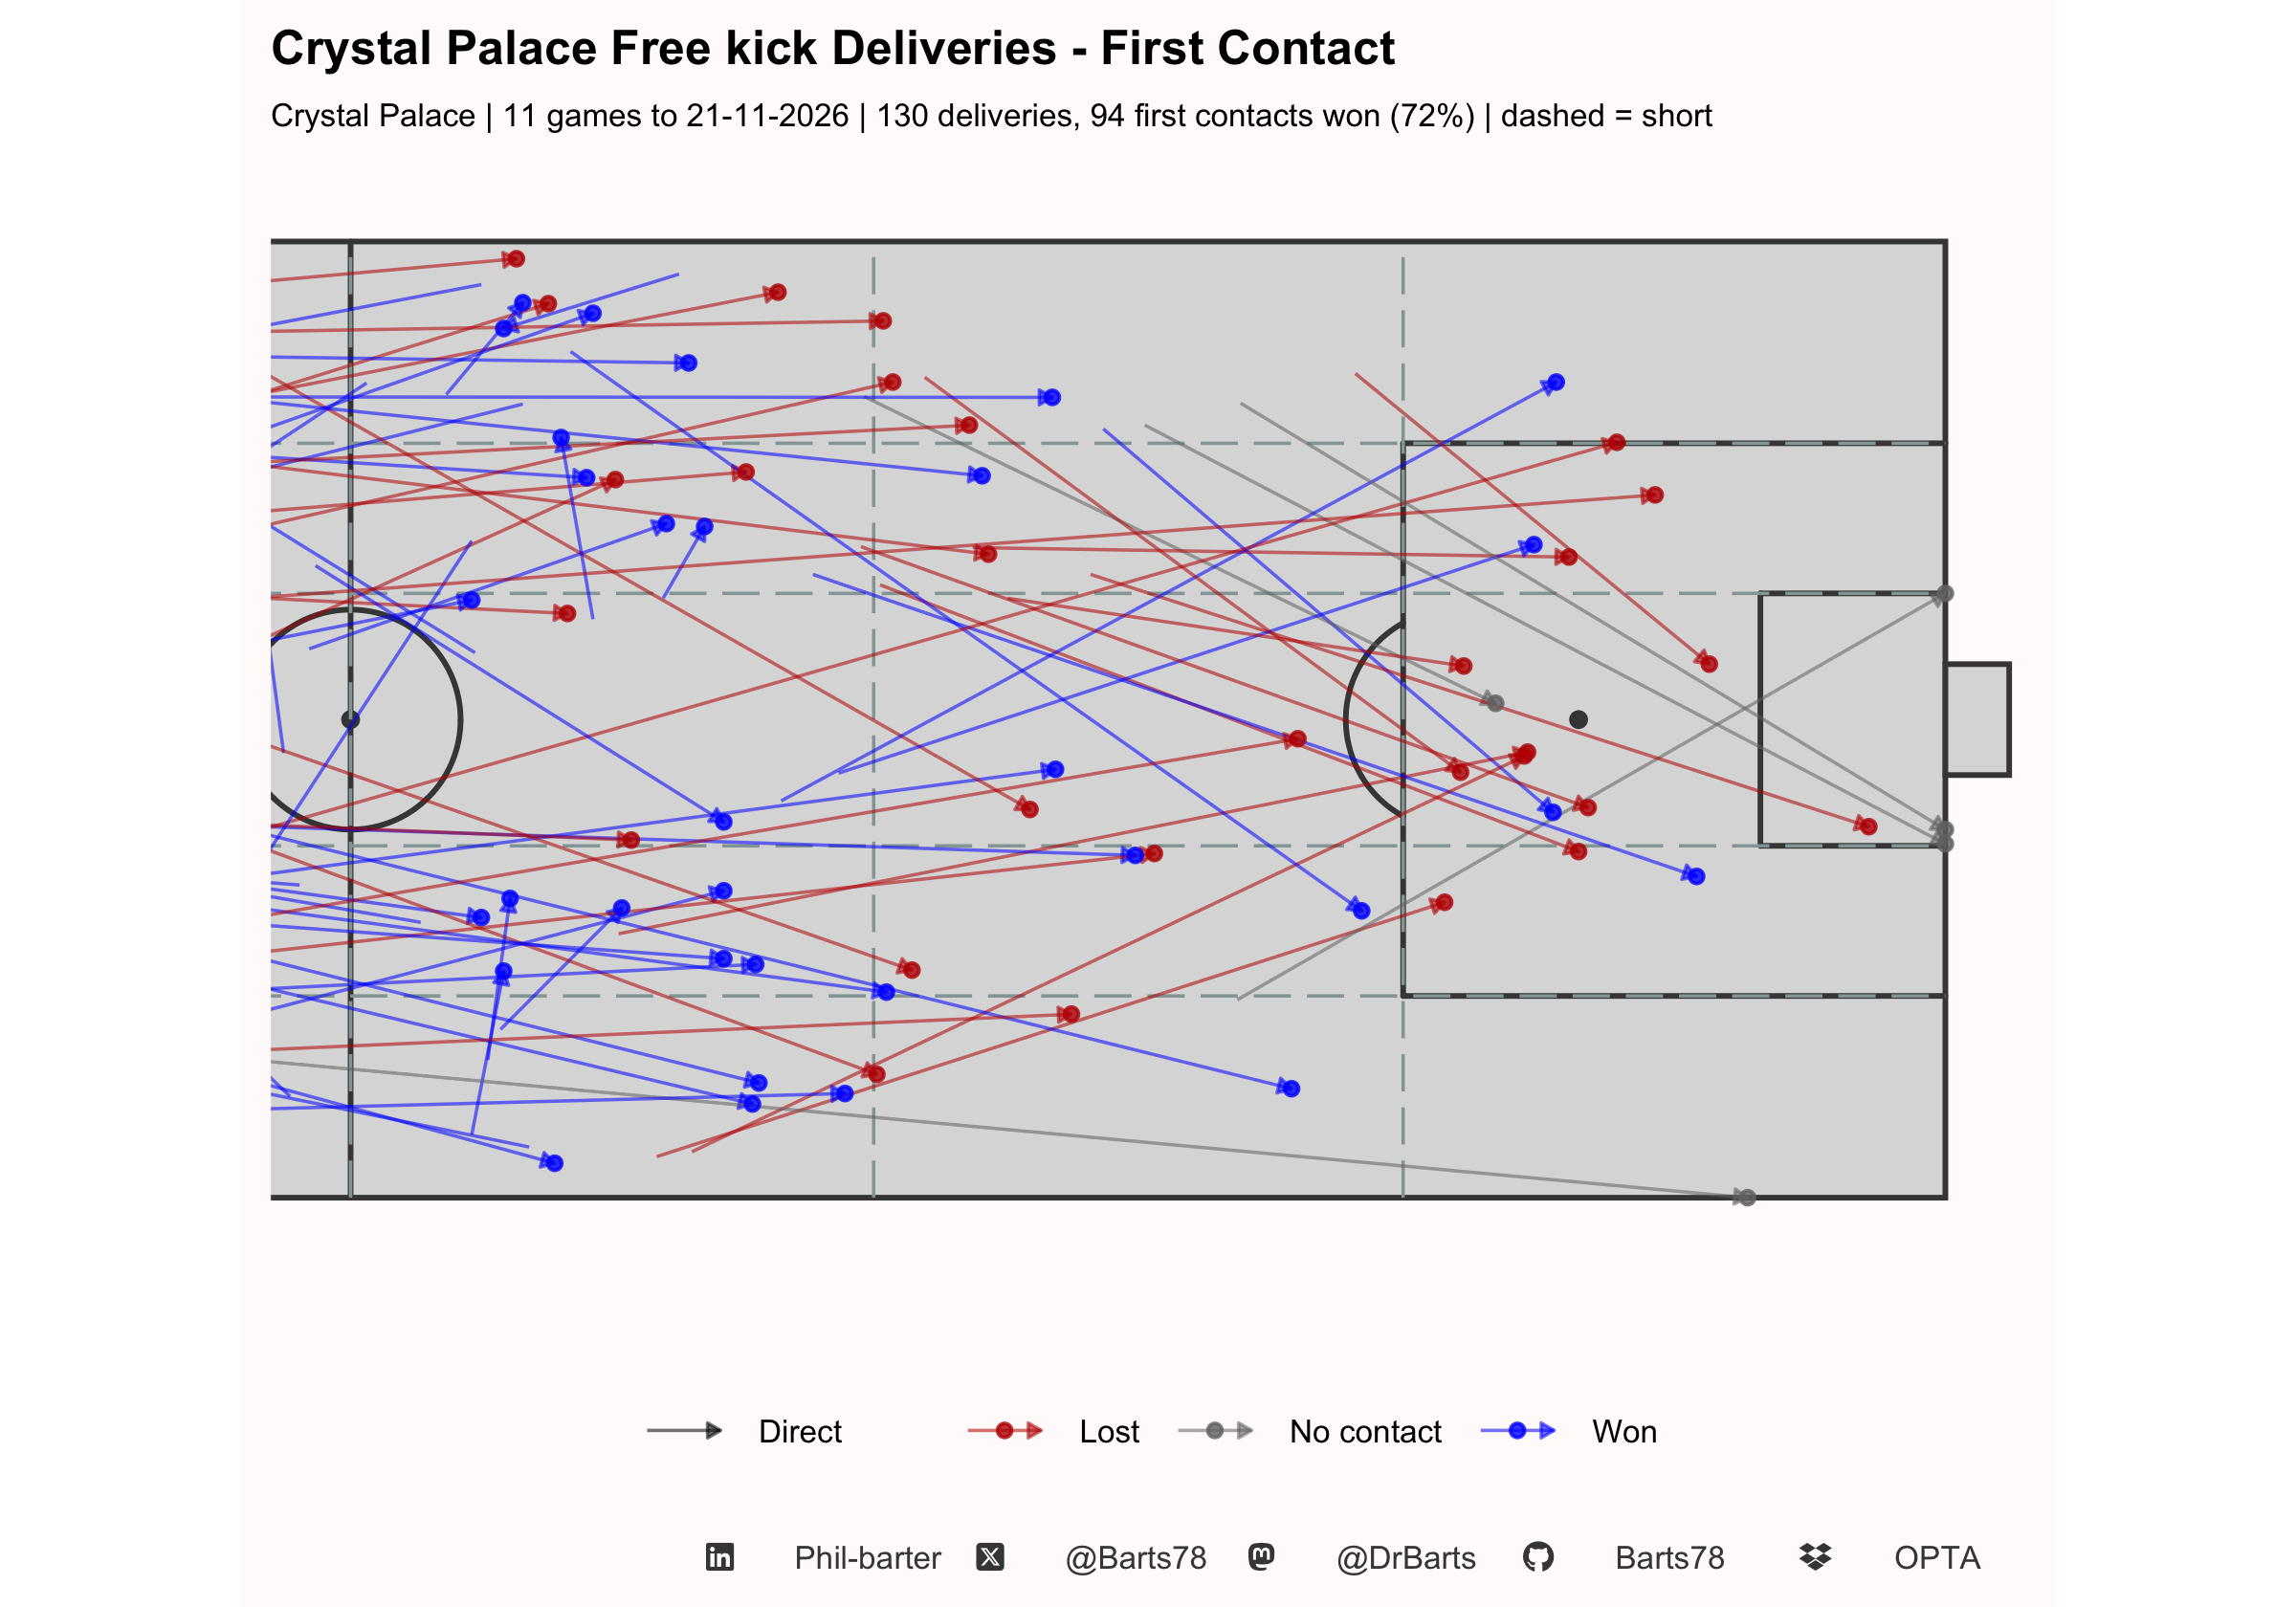 Crystal Palace Free kick Deliveries - First Contact
Crystal Palace | 11 games to 21-11-2026 | 130 deliveries, 94 first contacts won (72%) | dashed = short
Direct Lost No contact Won
Phil-barter @Barts78 @DrBarts Barts78 OPTA